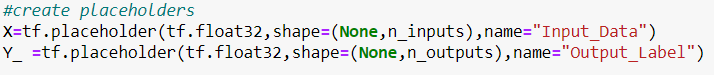 #create placeholders
X=tf.placeholder(tf.float32,shape=(None,n_inputs),name="Input_Data")
Y_ =tf.placeholder(tf.float32,shape=(None,n_outputs),name="Output_Label")